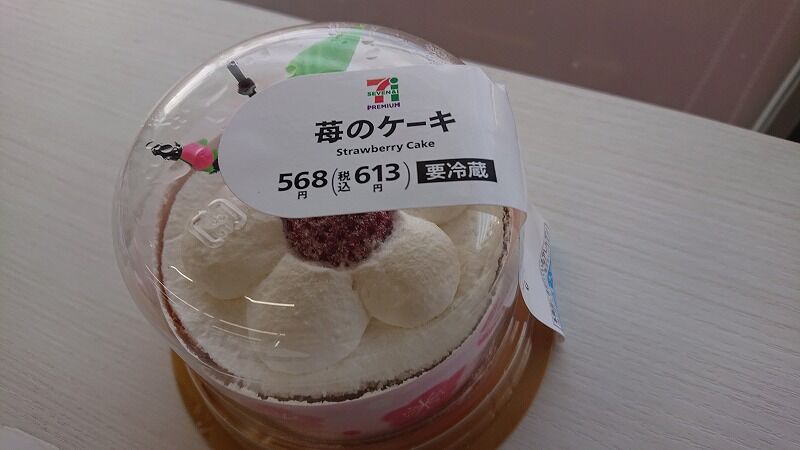 7i
SEVEN&i
PREMIUM
苺のケーキ
Strawberry Cake
568円(税込613円) 要冷蔵